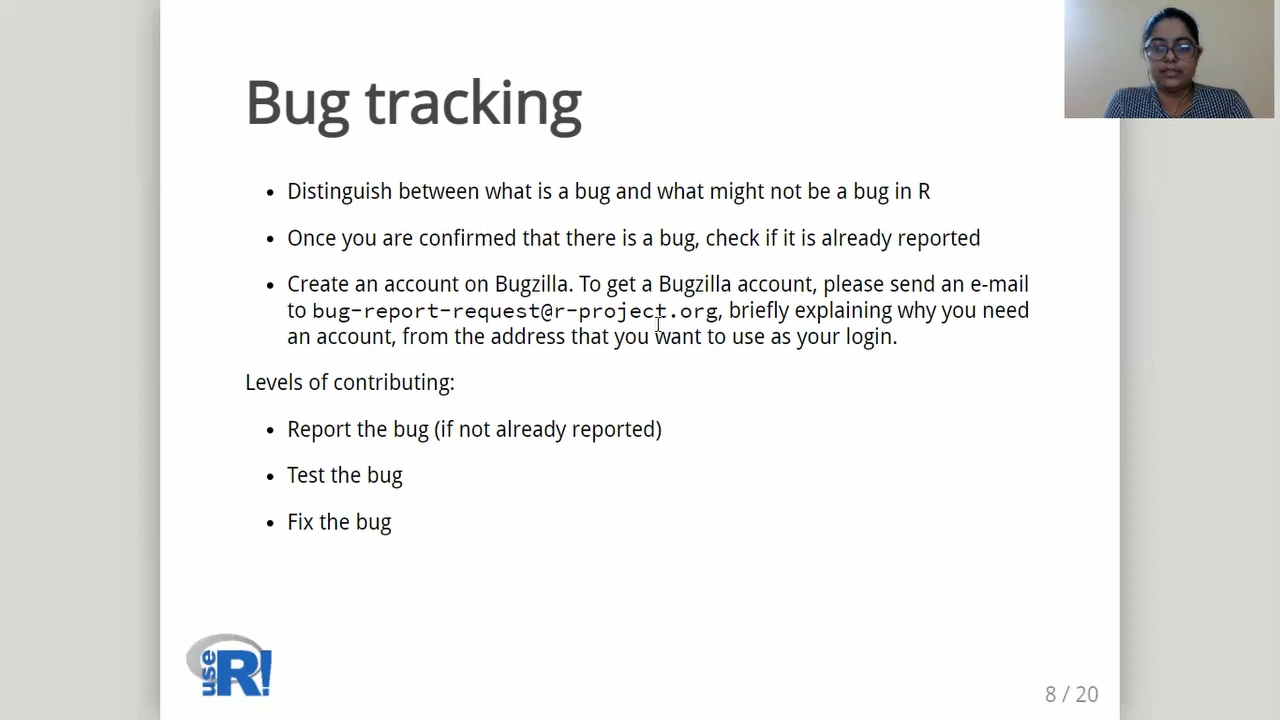 Bug tracking
Distinguish between what is a bug and what might not be a bug in R
Once you are confirmed that there is a bug, check if it is already reported
Create an account on Bugzilla. To get a Bugzilla account, please send an e-mail
to bug-report-request@r-project.org, briefly explaining why you need
an account, from the address that you want to use as your login.
Levels of contributing:
Report the bug (if not already reported)
Test the bug
Fix the bug
use R!
8 / 20